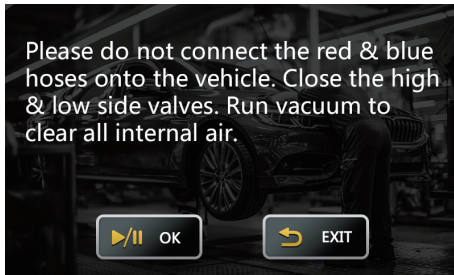 Please do not connect the red & blue
hoses onto the vehicle. Close the high
& low side valves. Run vacuum to
clear all internal air.
OK
EXIT